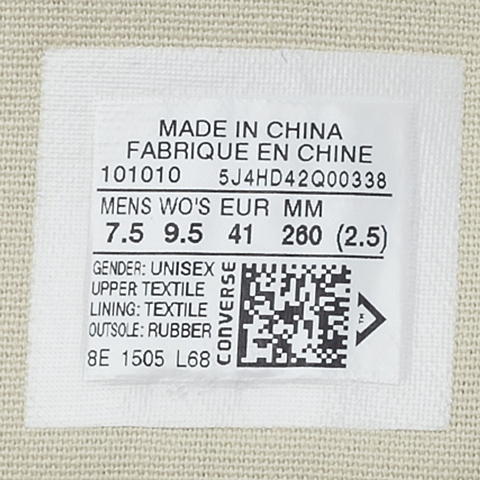 MADE IN CHINA
FABRIQUE EN CHINE
101010 5J4HD42Q00338
MENS WO'S EUR MM
7.5 9.5 41 260 (2.5)
GENDER: UNISEX
UPPER: TEXTILE
LINING: TEXTILE
OUTSOLE: RUBBER
8E 1505 L68
CONVERSE
TM